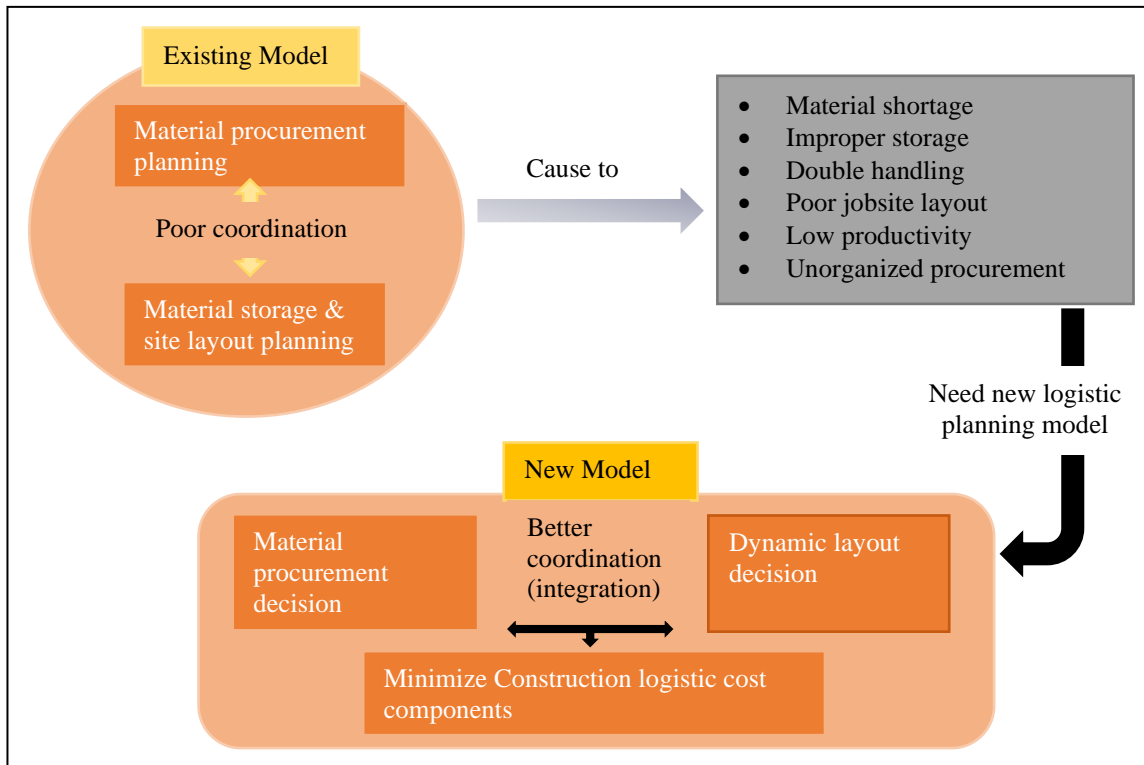 Existing Model
Material procurement
planning
Poor coordination
Material storage &
site layout planning
Cause to
• Material shortage
• Improper storage
• Double handling
• Poor jobsite layout
• Low productivity
• Unorganized procurement
Need new logistic
planning model
New Model
Material
procurement
decision
Better
coordination
(integration)
Dynamic layout
decision
Minimize Construction logistic cost
components